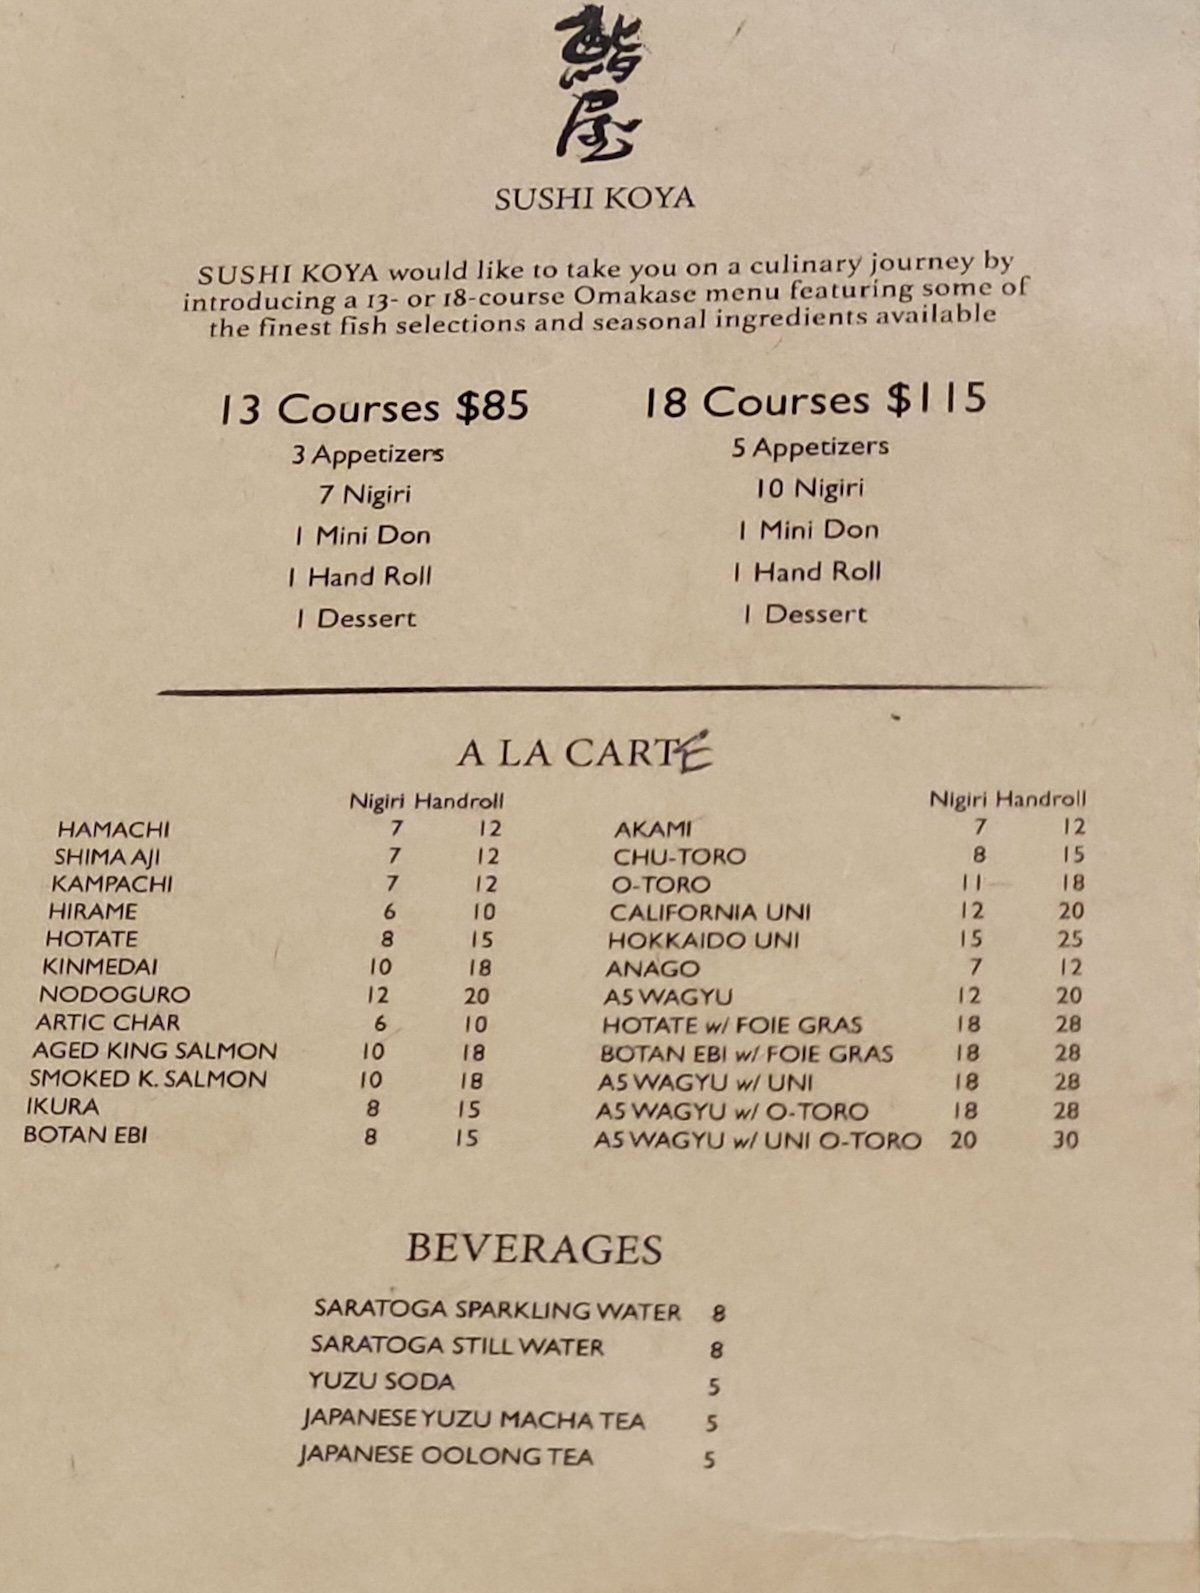 鮨
屋
SUSHI KOYA
SUSHI KOYA would like to take you on a culinary journey by
introducing a 13- or 18-course Omakase menu featuring some of
the finest fish selections and seasonal ingredients available
13 Courses $85
3 Appetizers
7 Nigiri
1 Mini Don
1 Hand Roll
1 Dessert
18 Courses $115
5 Appetizers
10 Nigiri
1 Mini Don
1 Hand Roll
1 Dessert
A LA CARTE
Nigiri Handroll
HAMACHI 7 12
SHIMA AJI 7 12
KAMPACHI 7 12
HIRAME 6 10
HOTATE 8 15
KINMEDAI 10 18
NODOGURO 12 20
ARTIC CHAR 6 10
AGED KING SALMON 10 18
SMOKED K. SALMON 10 18
IKURA 8 15
BOTAN EBI 8 15
Nigiri Handroll
AKAMI 7 12
CHU-TORO 8 15
O-TORO 11 18
CALIFORNIA UNI 12 20
HOKKAIDO UNI 15 25
ANAGO 7 12
A5 WAGYU 12 20
HOTATE w/ FOIE GRAS 18 28
BOTAN EBI w/ FOIE GRAS 18 28
A5 WAGYU w/ UNI 18 28
A5 WAGYU w/ O-TORO 18 28
A5 WAGYU w/ UNI O-TORO 20 30
BEVERAGES
SARATOGA SPARKLING WATER 8
SARATOGA STILL WATER 8
YUZU SODA 5
JAPANESE YUZU MACHA TEA 5
JAPANESE OOLONG TEA 5